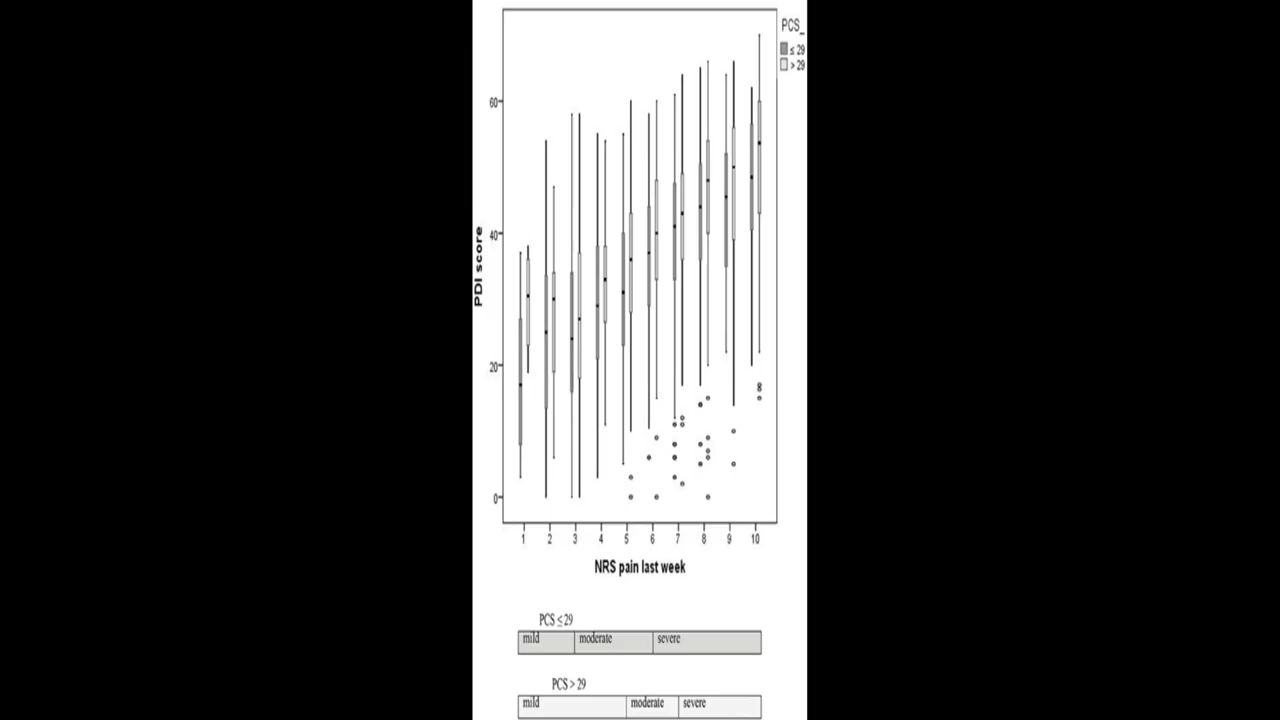 PCS_
≤ 29
> 29
60
40
20
0
PDI score
1 2 3 4 5 6 7 8 9 10
NRS pain last week
PCS ≤ 29
mild moderate severe
PCS > 29
mild moderate severe